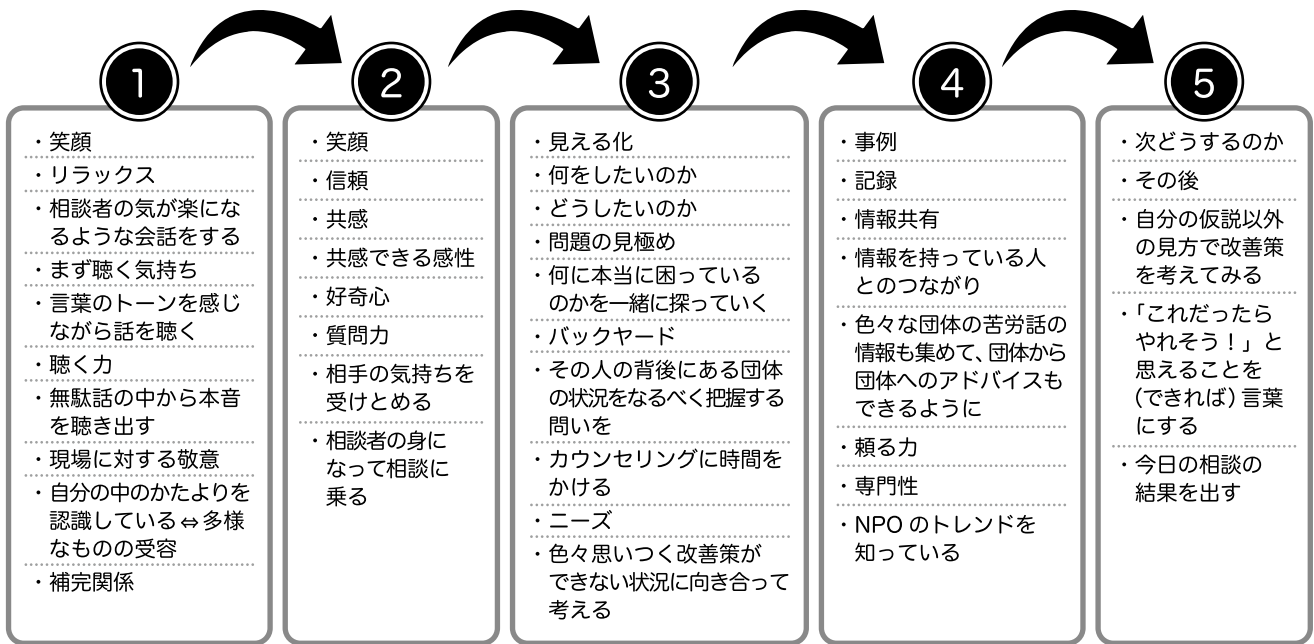 1
・笑顔
・リラックス
・相談者の気が楽にな
るような会話をする
・まず聴く気持ち
・言葉のトーンを感じ
ながら話を聴く
・聴く力
・無駄話の中から本音
を聴き出す
・現場に対する敬意
・自分の中のかたよりを
認識している⇔多様
なものの受容
・補完関係
2
・笑顔
・信頼
・共感
・共感できる感性
・好奇心
・質問力
・相手の気持ちを
受けとめる
・相談者の身に
なって相談に
乗る
3
・見える化
・何をしたいのか
・どうしたいのか
・問題の見極め
・何に本当に困っている
のかを一緒に探っていく
・バックヤード
・その人の背後にある団体
の状況をなるべく把握する
問いを
・カウンセリングに時間を
かける
・ニーズ
・色々思いつく改善策が
できない状況に向き合って
考える
4
・事例
・記録
・情報共有
・情報を持っている人
とのつながり
・色々な団体の苦労話の
情報も集めて、団体から
団体へのアドバイスも
できるように
・頼る力
・専門性
・NPO のトレンドを
知っている
5
・次どうするのか
・その後
・自分の仮説以外
の見方で改善策
を考えてみる
・「これだったら
やれそう!」と
思えることを
(できれば)言葉
にする
・今日の相談の
結果を出す